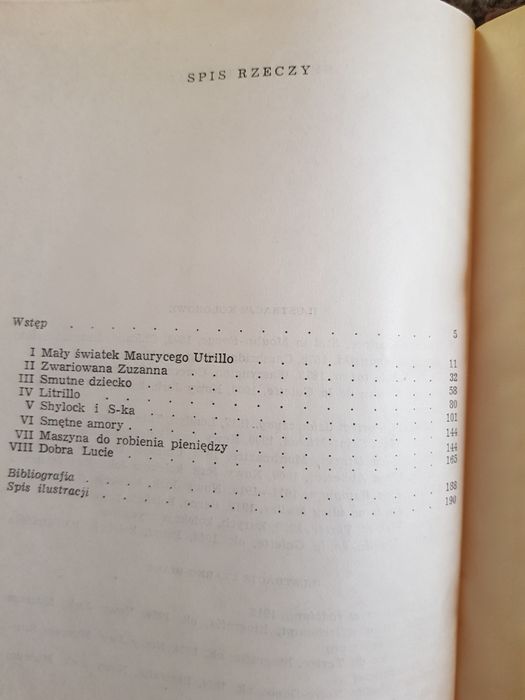 SPIS RZECZY
Wstęp . . . . . . . . . . . . . . 5
I Mały światek Maurycego Utrillo . . . . . . . 11
II Zwariowana Zuzanna . . . . . . . . . . 32
III Smutne dziecko . . . . . . . . . . . 58
IV Litrillo . . . . . . . . . . . . . 80
V Shylock i S-ka . . . . . . . . . . . 101
VI Smętne amory . . . . . . . . . . . 144
VII Maszyna do robienia pieniędzy . . . . . . . 144
VIII Dobra Lucie . . . . . . . . . . . . 165
Bibliografia . . . . . . . . . . . . . 188
Spis ilustracji . . . . . . . . . . . . 190